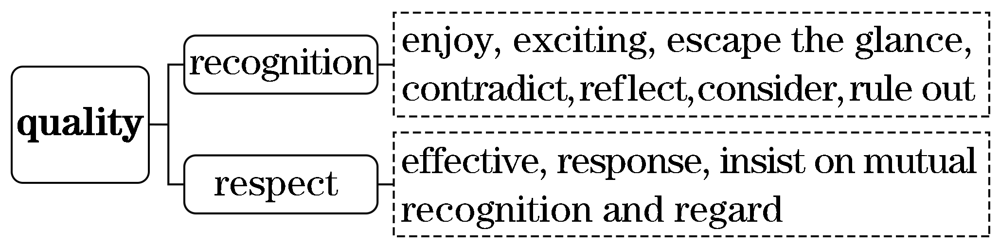 quality
recognition
enjoy, exciting, escape the glance,
contradict, reflect, consider, rule out
respect
effective, response, insist on mutual
recognition and regard